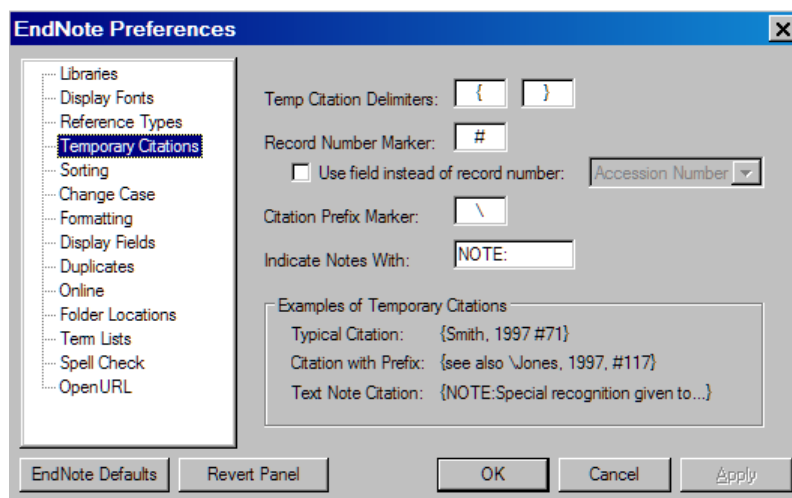 EndNote Preferences
Libraries
Display Fonts
Reference Types
Temporary Citations
Sorting
Change Case
Formatting
Display Fields
Duplicates
Online
Folder Locations
Term Lists
Spell Check
OpenURL
Temp Citation Delimiters: { }
Record Number Marker: #
Use field instead of record number: Accession Number
Citation Prefix Marker: \
Indicate Notes With: NOTE:
Examples of Temporary Citations
Typical Citation: {Smith, 1997 #71}
Citation with Prefix: {see also \Jones, 1997, #117}
Text Note Citation: {NOTE:Special recognition given to...}
EndNote Defaults Revert Panel OK Cancel Apply